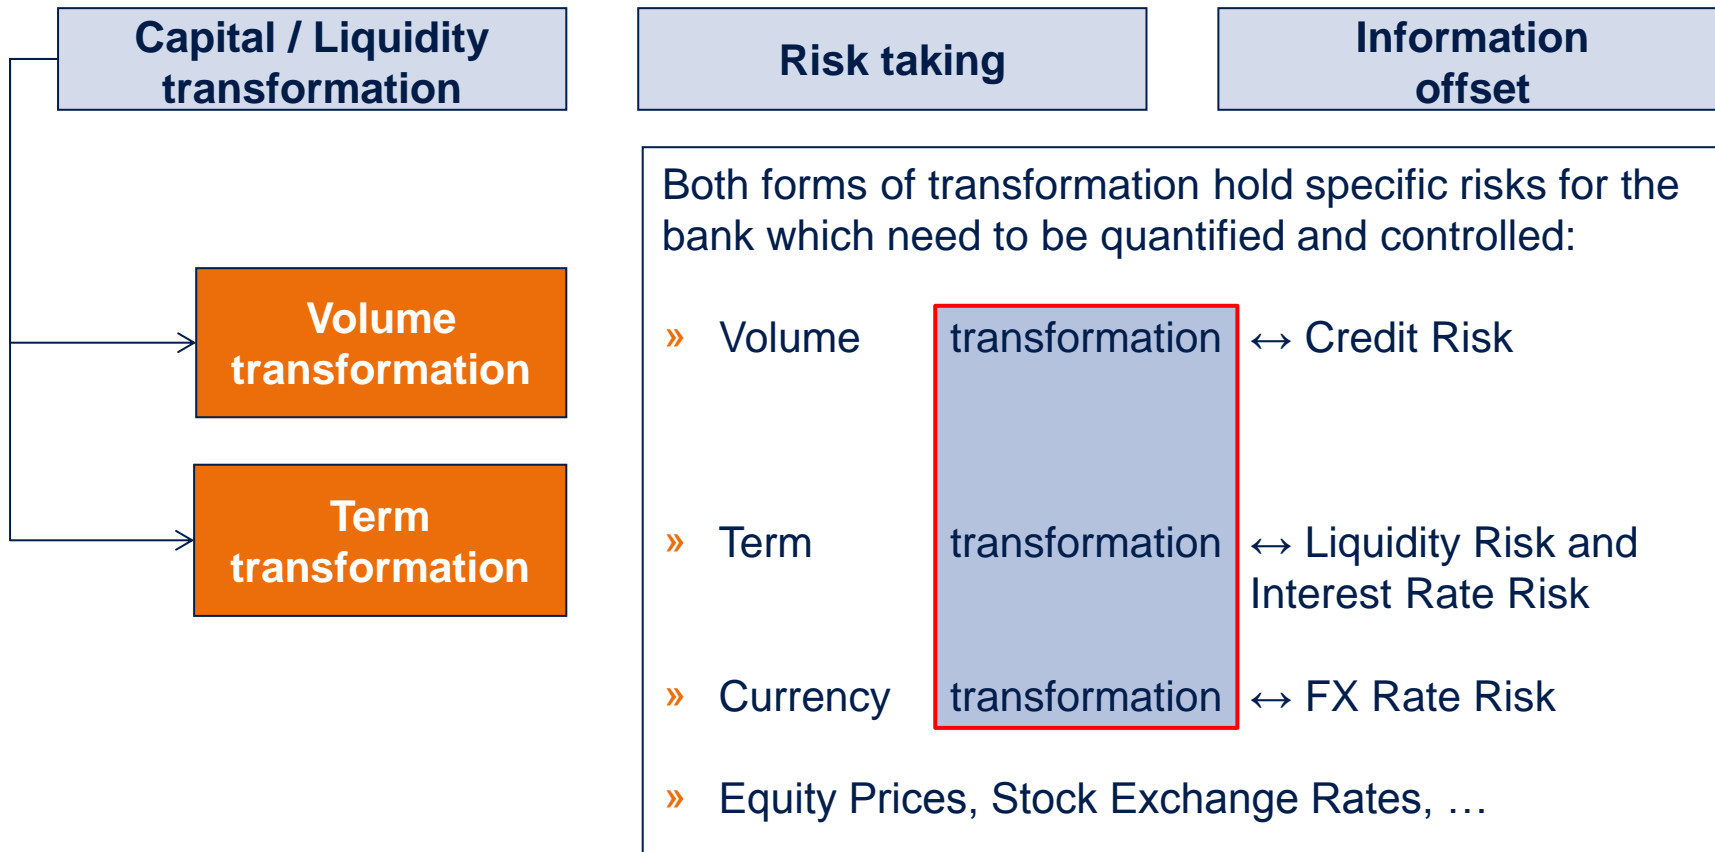 Capital / Liquidity
transformation
Risk taking
Information
offset
Volume
transformation
Term
transformation
Both forms of transformation hold specific risks for the
bank which need to be quantified and controlled:
» Volume transformation ↔ Credit Risk
» Term transformation ↔ Liquidity Risk and
Interest Rate Risk
» Currency transformation ↔ FX Rate Risk
» Equity Prices, Stock Exchange Rates, …